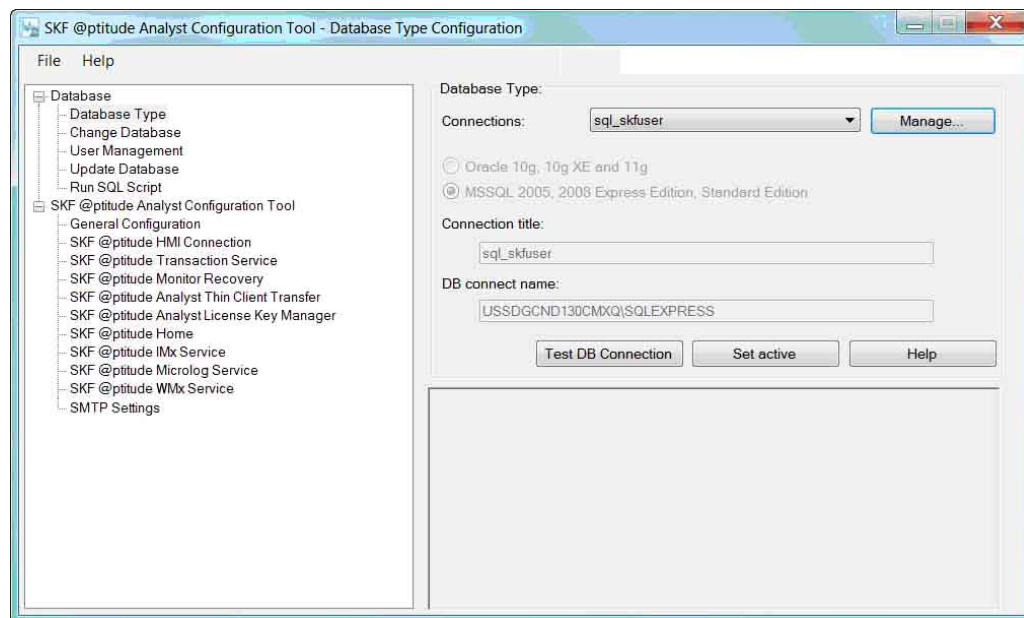 SKF @ptitude Analyst Configuration Tool - Database Type Configuration
File Help
Database
Database Type
Change Database
User Management
Update Database
Run SQL Script
SKF @ptitude Analyst Configuration Tool
General Configuration
SKF @ptitude HMI Connection
SKF @ptitude Transaction Service
SKF @ptitude Monitor Recovery
SKF @ptitude Analyst Thin Client Transfer
SKF @ptitude Analyst License Key Manager
SKF @ptitude Home
SKF @ptitude IMx Service
SKF @ptitude Microlog Service
SKF @ptitude WMx Service
SMTP Settings
Database Type:
Connections: sql_skfuser Manage...
Oracle 10g, 10g XE and 11g
MSSQL 2005, 2008 Express Edition, Standard Edition
Connection title:
sql_skfuser
DB connect name:
USSDGCND130CMXQ\SQLEXPRESS
Test DB Connection Set active Help